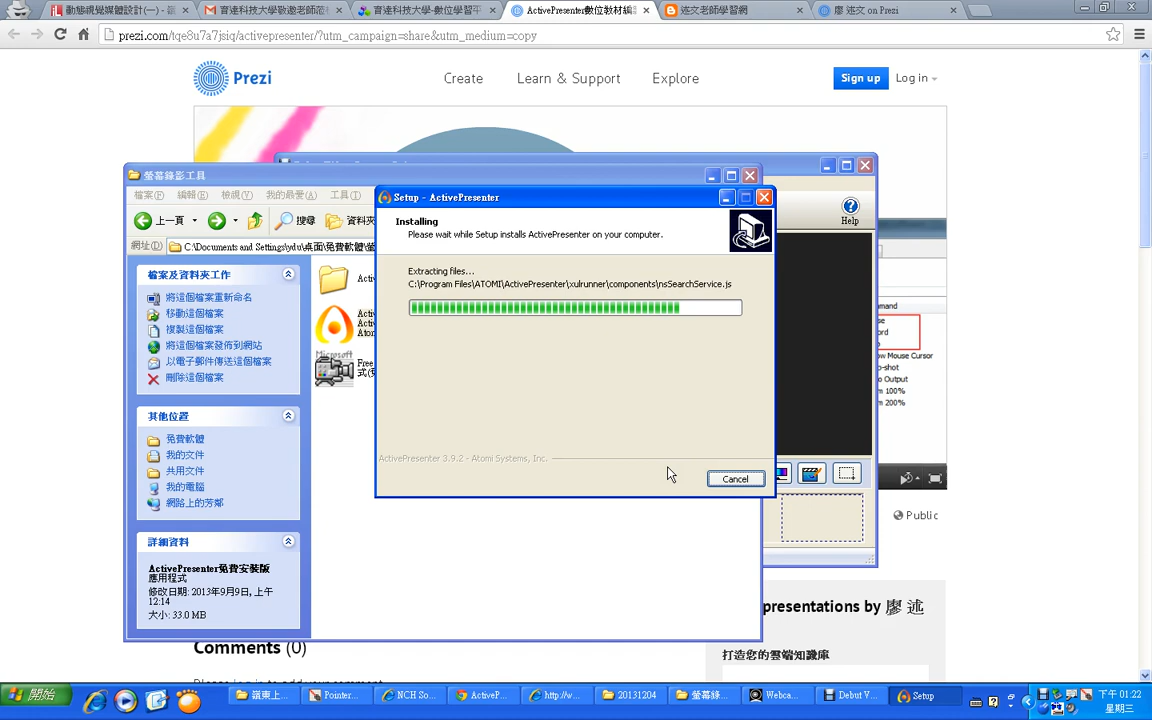 動態視覺媒體設計(一) - 嶺
育達科技大學敬邀老師蒞
育達科技大學-數位學習平
ActivePresenter數位教材編
廖述文 on Prezi
prezi.com/tqe8u7a7jsiq/activepresenter/?utm_campaign=share&utm_medium=copy
Prezi
Create
Learn & Support
Explore
Sign up
Log in
螢幕錄影工具
檔案(F)
編輯(E)
檢視(V)
我的最愛(A)
工具(T)
上一頁
搜尋
資料夾
網址(D)
C:\Documents and Settings\ydu\桌面\免費軟體\螢
Help
Setup - ActivePresenter
Installing
Please wait while Setup installs ActivePresenter on your computer.
Extracting files...
C:\Program Files\ATOMI\ActivePresenter\xulrunner\components\nsSearchService.js
ActivePresenter 3.9.2 - Atomi Systems, Inc.
Cancel
檔案及資料夾工作
將這個檔案重新命名
移動這個檔案
複製這個檔案
將這個檔案發佈到網站
以電子郵件傳送這個檔案
刪除這個檔案
其他位置
免費軟體
我的文件
共用文件
我的電腦
網路上的芳鄰
詳細資料
ActivePresenter免費安裝版
應用程式
修改日期: 2013年9月9日, 上午
12:14
大小: 33.0 MB
Activ
Activ
Activ
Atom
Microsoft
Free
mmand
ow Mouse Cursor
o-shot
o Output
m 100%
m 200%
Public
presentations by 廖 述
打造您的雲端知識庫
Comments (0)
開始
嶺東上...
Pointer...
NCH So...
ActiveP...
http://w...
20131204
螢幕錄...
Webca...
Debut V...
Setup
下午 01:22
星期三